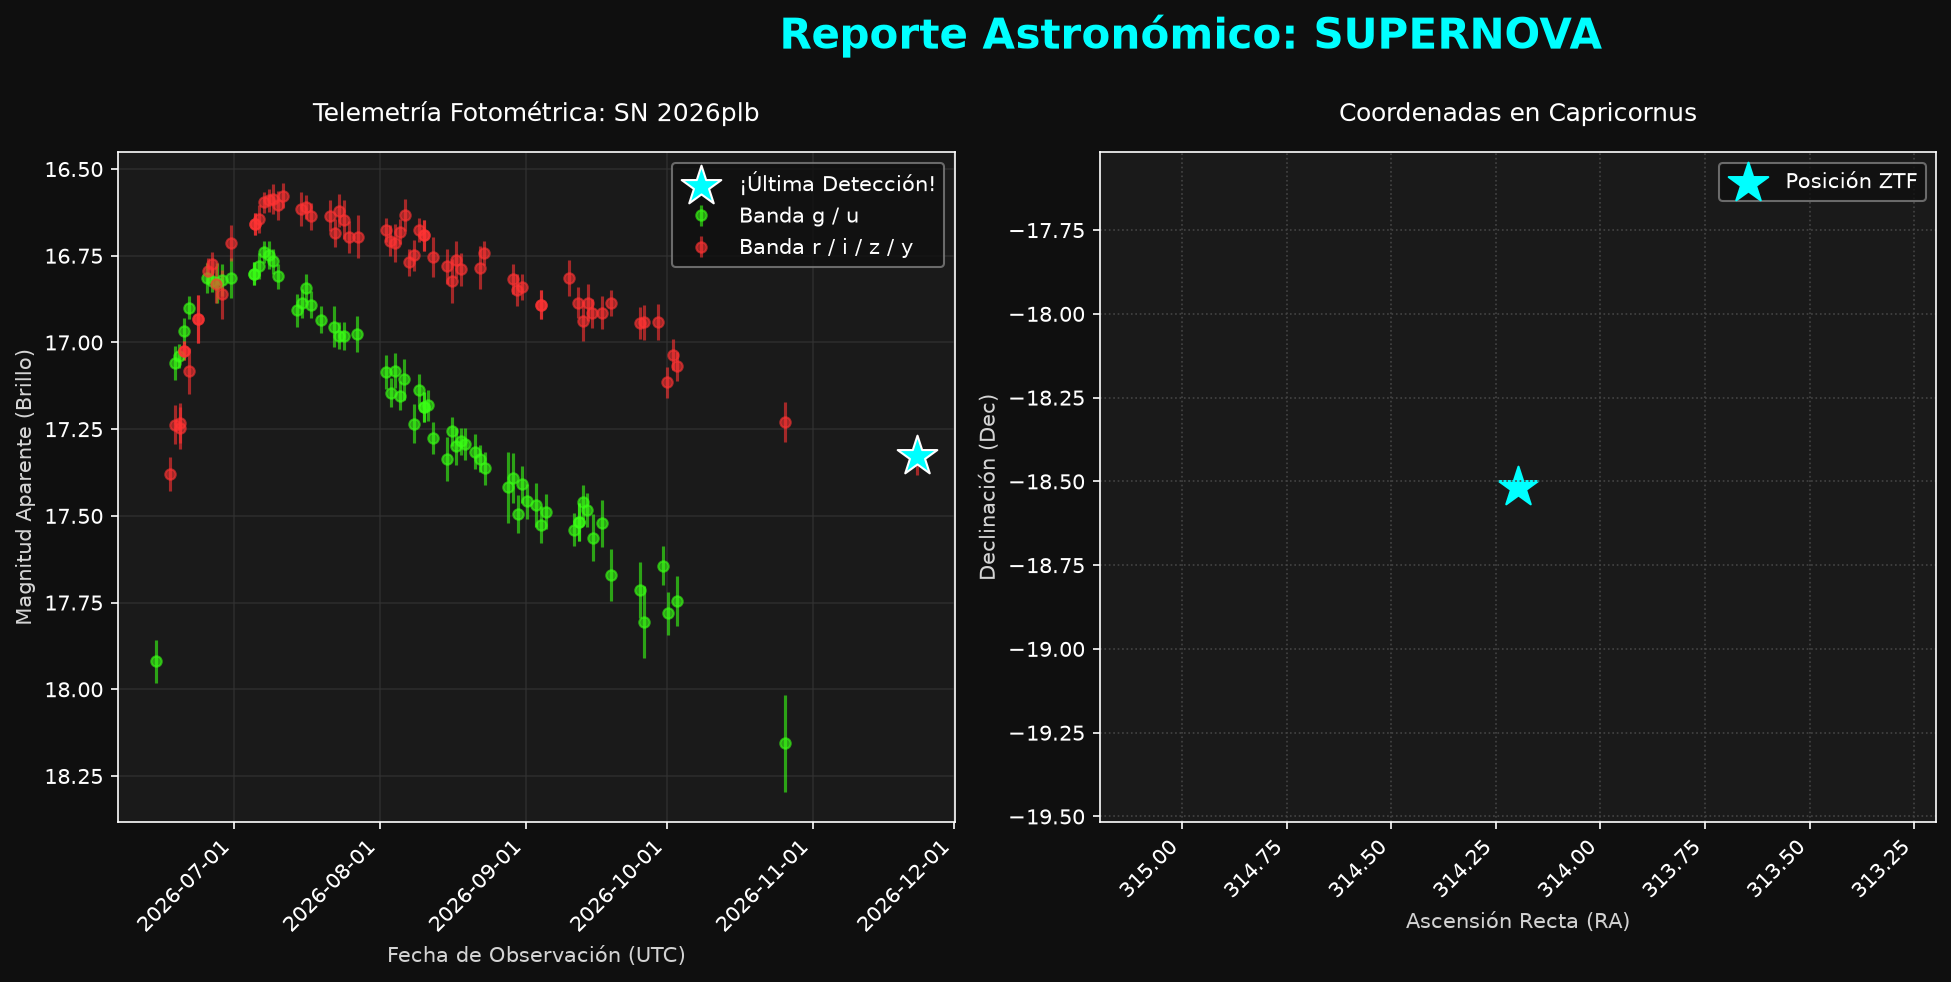 Reporte Astronómico: SUPERNOVA
Telemetría Fotométrica: SN 2026plb
¡Última Detección!
Banda g / u
Banda r / i / z / y
Magnitud Aparente (Brillo)
16.50
16.75
17.00
17.25
17.50
17.75
18.00
18.25
2026-07-01
2026-08-01
2026-09-01
2026-10-01
2026-11-01
2026-12-01
Fecha de Observación (UTC)
Coordenadas en Capricornus
Posición ZTF
Declinación (Dec)
−17.75
−18.00
−18.25
−18.50
−18.75
−19.00
−19.25
−19.50
315.00
314.75
314.50
314.25
314.00
313.75
313.50
313.25
Ascensión Recta (RA)